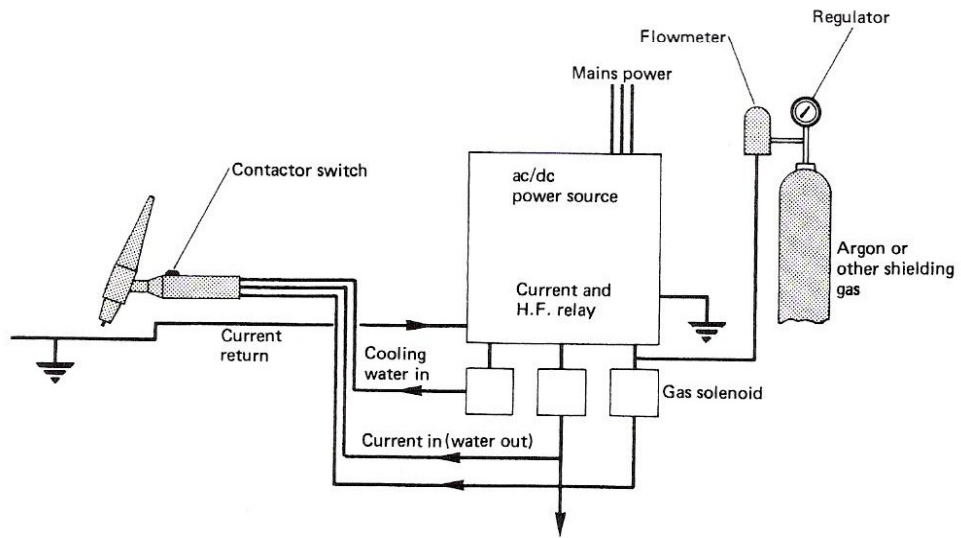 Regulator
Flowmeter
Mains power
Contactor switch
ac/dc
power source
Argon or
other shielding
gas
Current and
H.F. relay
Current
return
Cooling
water in
Gas solenoid
Current in (water out)